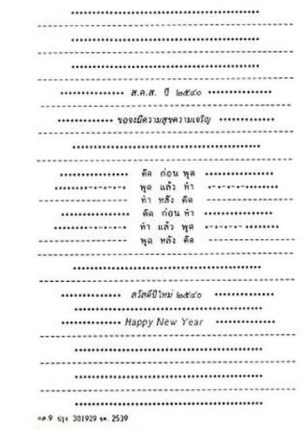 ส.ค.ส. ปี ๒๕๔๐
ขอจงมีความสุขความเจริญ
คิด ก่อน พูด
พูด แล้ว ทำ
ทำ หลัง คิด
คิด ก่อน ทำ
ทำ แล้ว พูด
พูด หลัง คิด
สวัสดีปีใหม่ ๒๕๔๐
Happy New Year
กส.9 ปรุง 301929 ธค. 2539